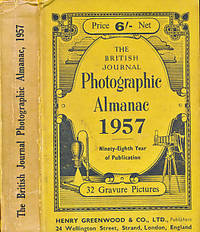 The British Journal Photographic Almanac, 1957
Price 6/- Net
THE
BRITISH
JOURNAL
Photographic
Almanac
1957
Ninety-Eighth Year
of Publication
32 Gravure Pictures
HENRY GREENWOOD & CO., LTD., Publishers
24 Wellington Street, Strand, London, England